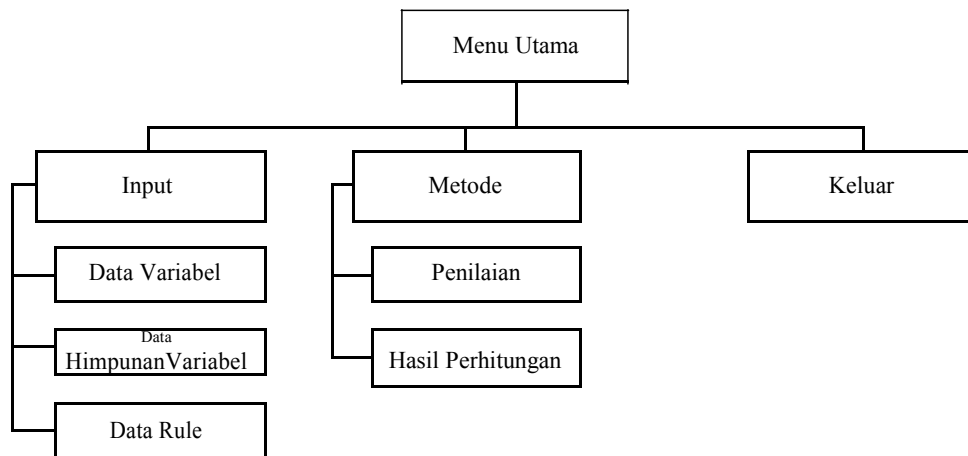 Menu Utama
Input
Metode
Keluar
Data Variabel
Penilaian
Data
HimpunanVariabel
Hasil Perhitungan
Data Rule